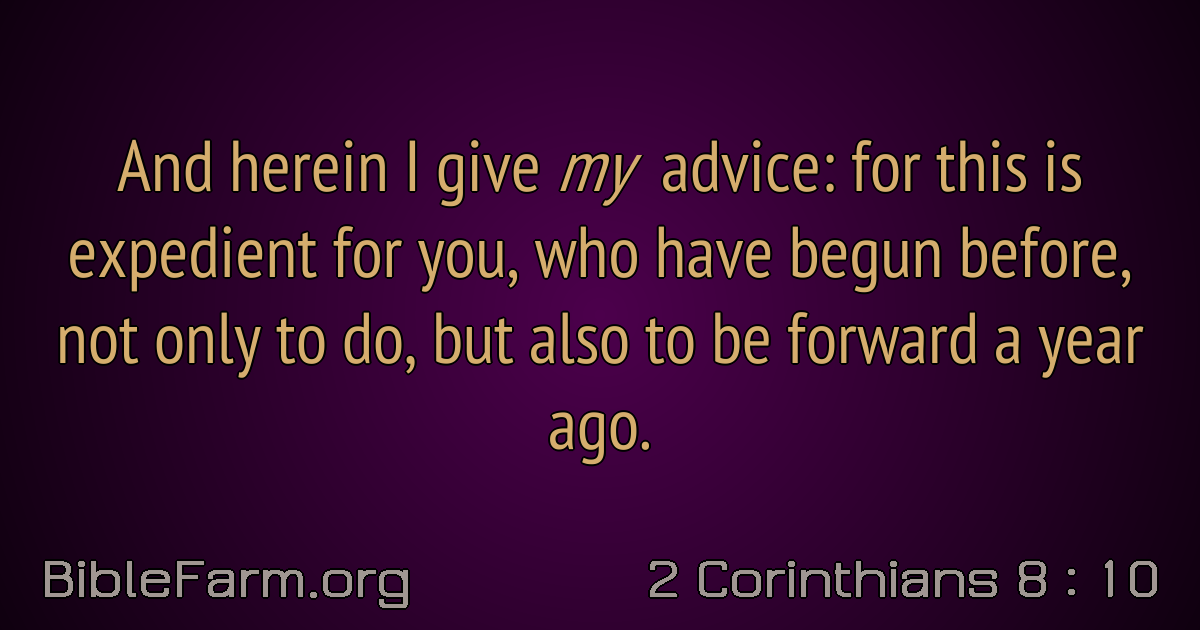 And herein I give my advice: for this is
expedient for you, who have begun before,
not only to do, but also to be forward a year
ago.
BibleFarm.org
2 Corinthians 8 : 10